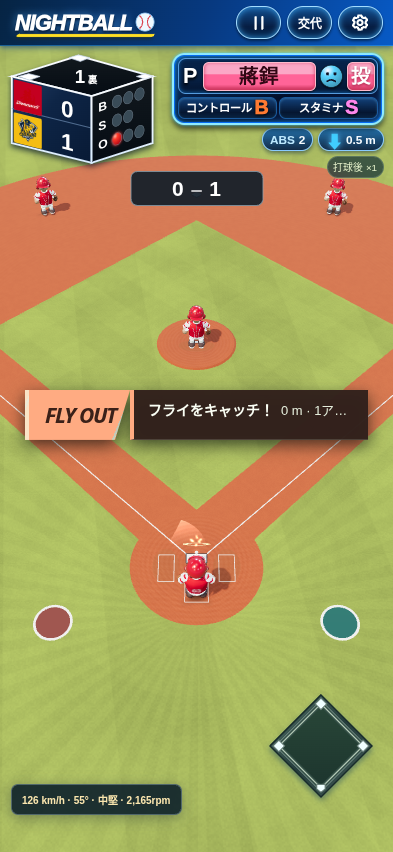 NIGHTBALL
交代
1裏
0
1
B
S
O
P 蔣銲 投
コントロール B スタミナ S
ABS 2
0.5 m
打球後 ×1
0 – 1
FLY OUT
フライをキャッチ！ 0 m · 1ア…
126 km/h · 55° · 中堅 · 2,165rpm